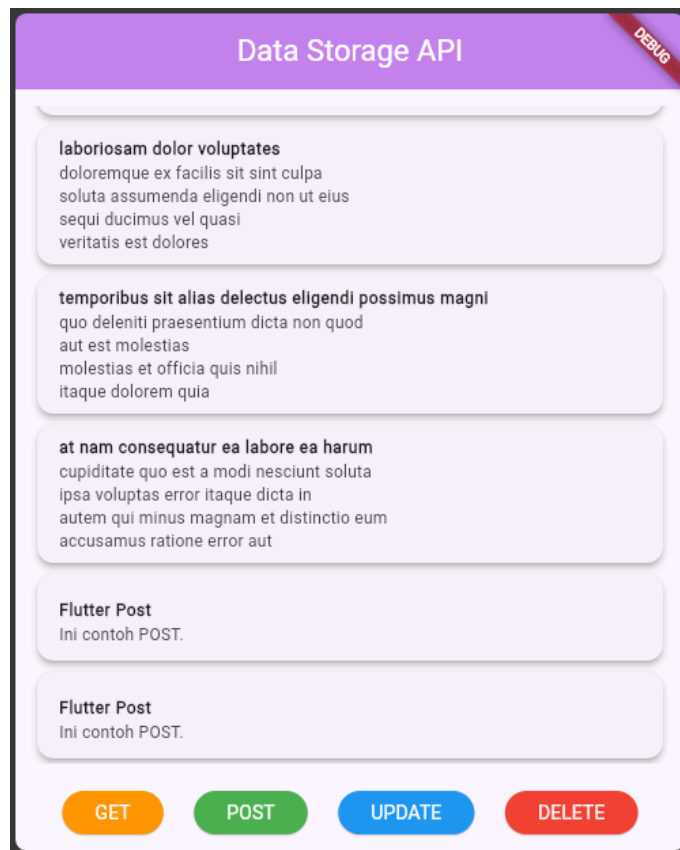 Data Storage API
DEBUG
laboriosam dolor voluptates
doloremque ex facilis sit sint culpa
soluta assumenda eligendi non ut eius
sequi ducimus vel quasi
veritatis est dolores
temporibus sit alias delectus eligendi possimus magni
quo deleniti praesentium dicta non quod
aut est molestias
molestias et officia quis nihil
itaque dolorem quia
at nam consequatur ea labore ea harum
cupiditate quo est a modi nesciunt soluta
ipsa voluptas error itaque dicta in
autem qui minus magnam et distinctio eum
accusamus ratione error aut
Flutter Post
Ini contoh POST.
Flutter Post
Ini contoh POST.
GET POST UPDATE DELETE